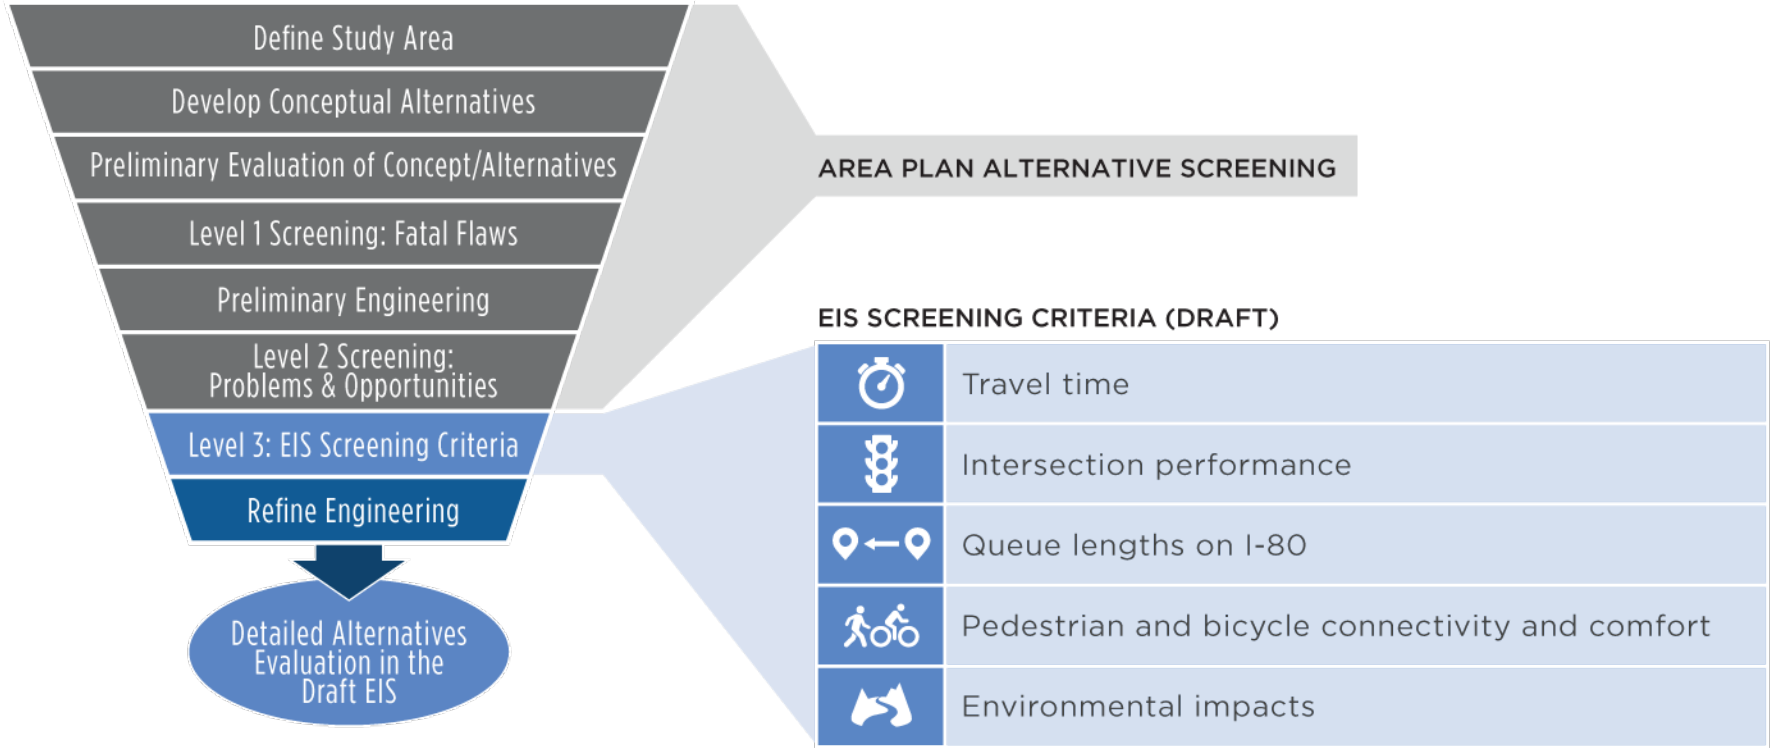 Define Study Area
Develop Conceptual Alternatives
Preliminary Evaluation of Concept/Alternatives
Level 1 Screening: Fatal Flaws
Preliminary Engineering
Level 2 Screening:
Problems & Opportunities
Level 3: EIS Screening Criteria
Refine Engineering
Detailed Alternatives
Evaluation in the
Draft EIS
AREA PLAN ALTERNATIVE SCREENING
EIS SCREENING CRITERIA (DRAFT)
Travel time
Intersection performance
Queue lengths on I-80
Pedestrian and bicycle connectivity and comfort
Environmental impacts